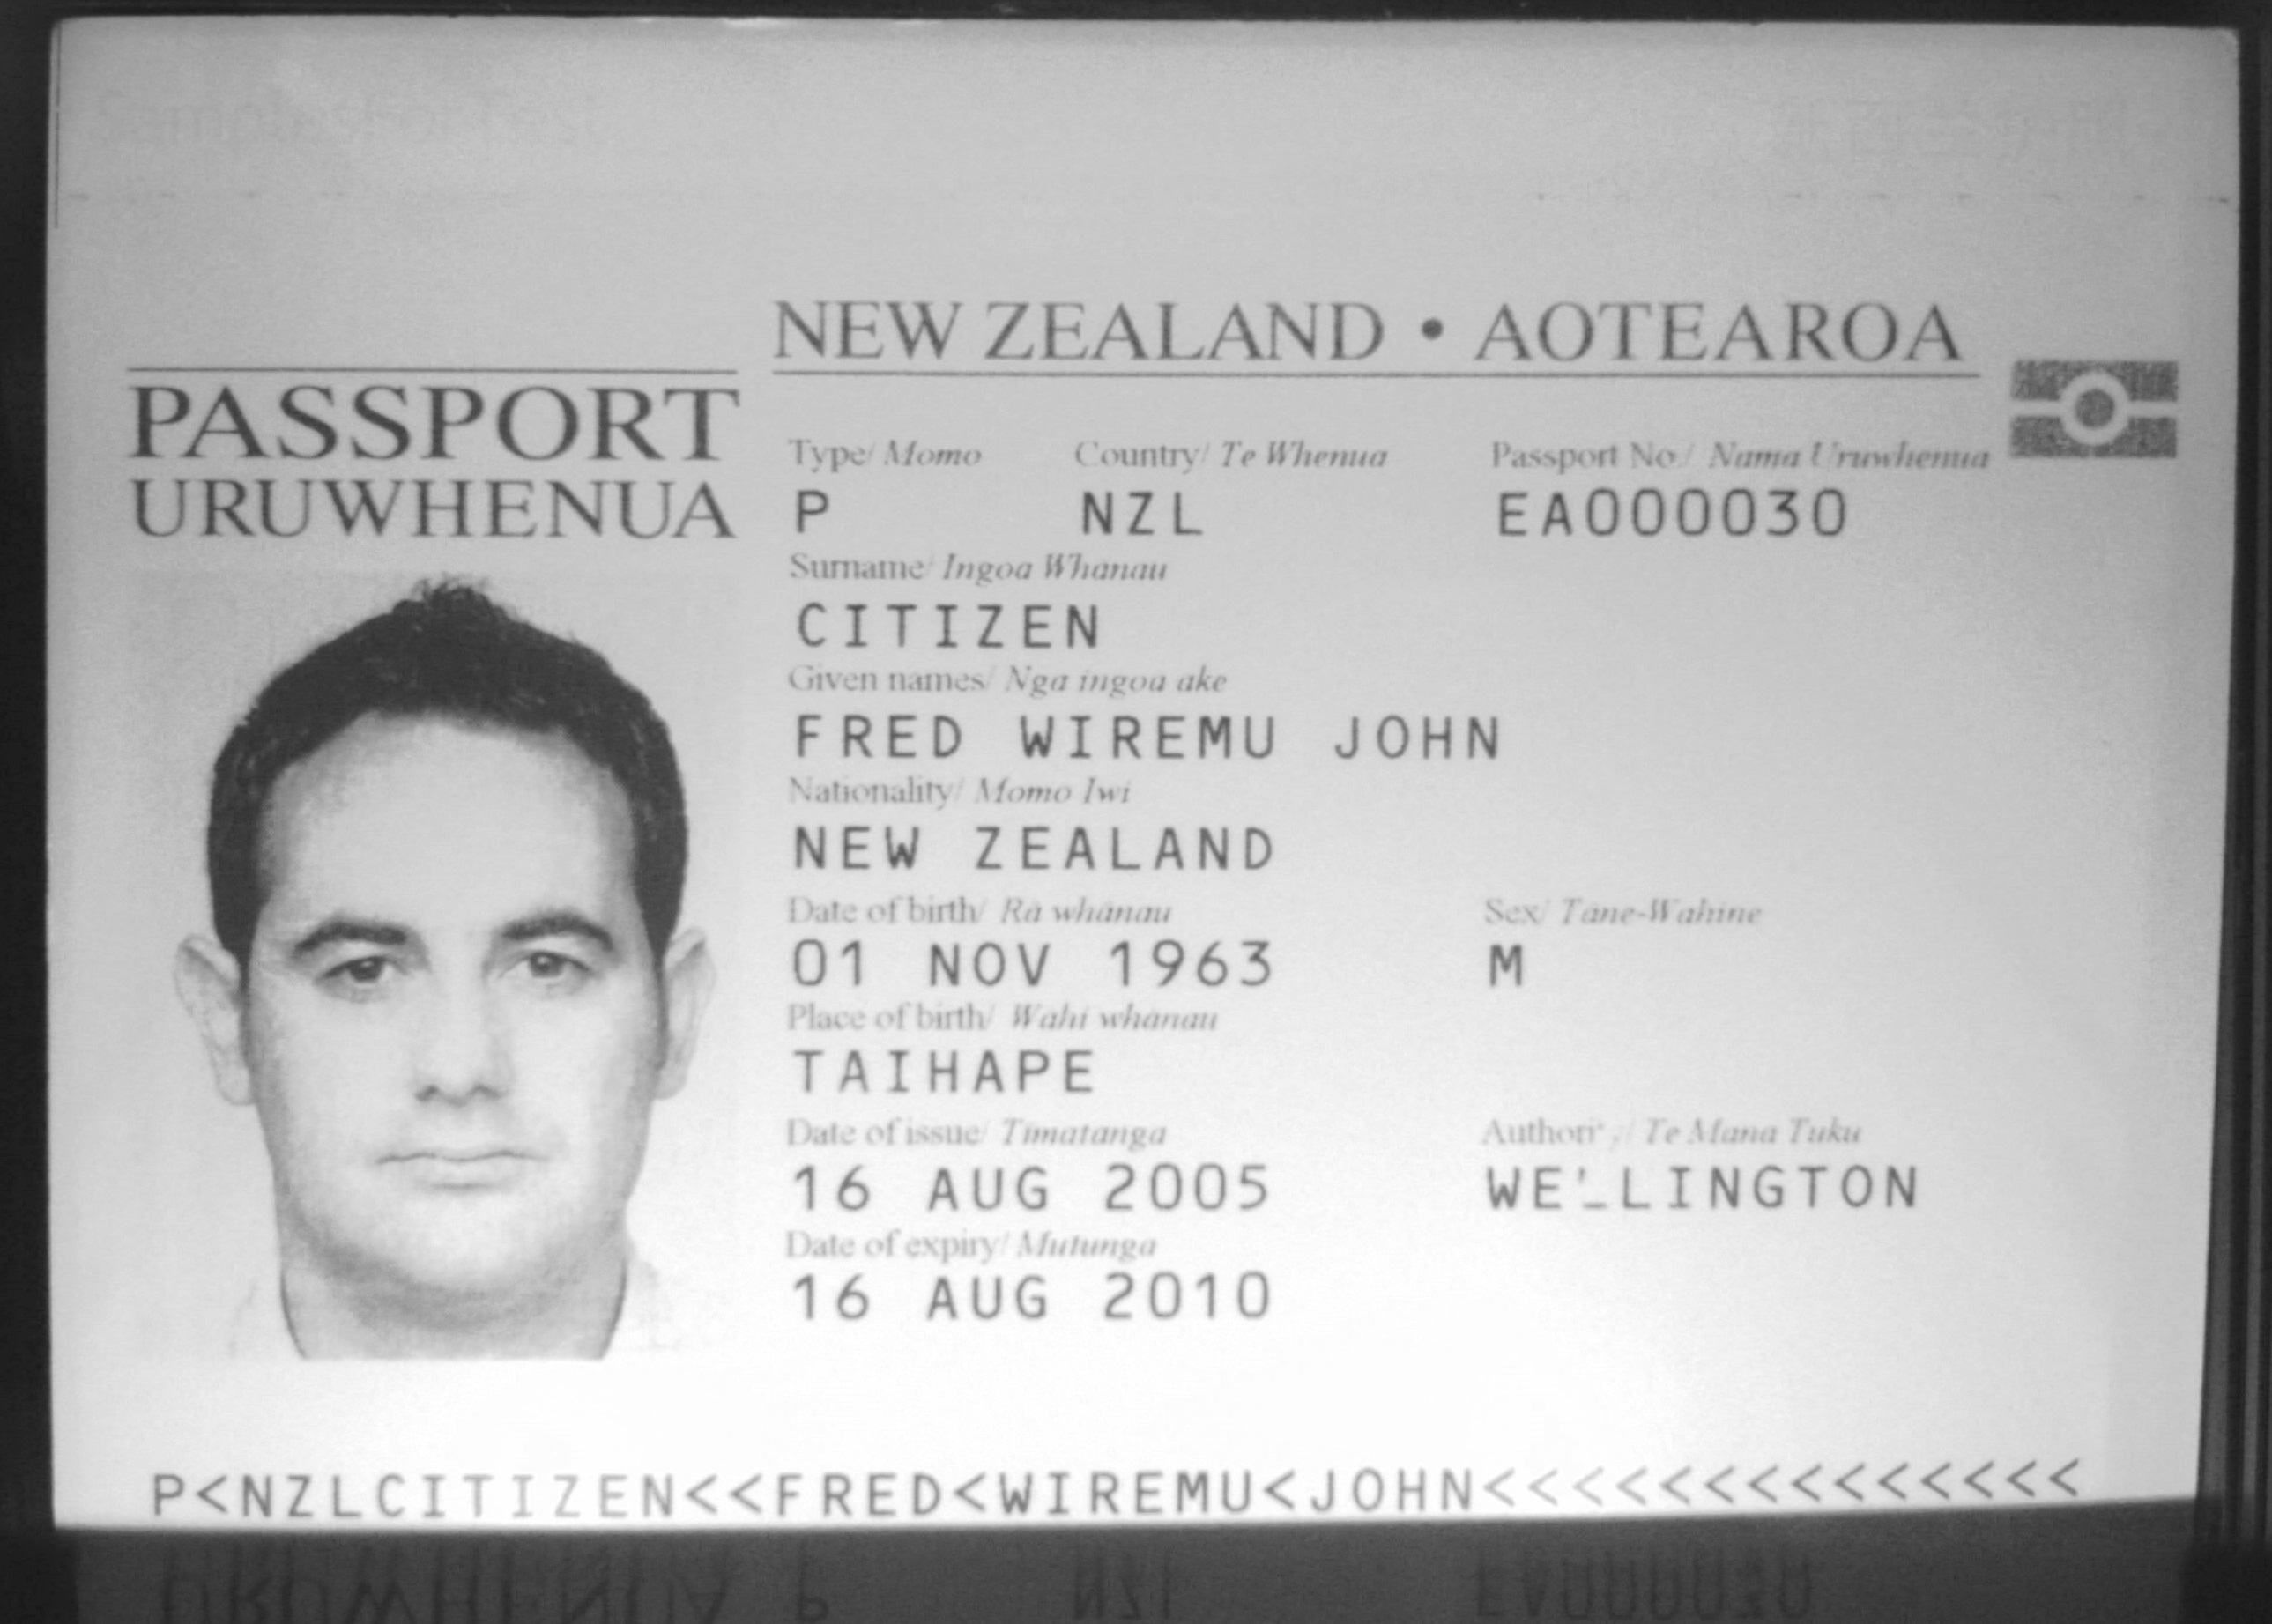 NEW ZEALAND • AOTEAROA
PASSPORT
URUWHENUA
Type/ Momo Country/ Te Whenua Passport No./ Nama Uruwhenua
P NZL EA000030
Surname/ Ingoa Whānau
CITIZEN
Given names/ Nga ingoa ake
FRED WIREMU JOHN
Nationality/ Momo Iwi
NEW ZEALAND
Date of birth/ Rā whānau Sex/ Tāne-Wahine
01 NOV 1963 M
Place of birth/ Wāhi whānau
TAIHAPE
Date of issue/ Tīmatanga Authority/ Te Mana Tuku
16 AUG 2005 WELLINGTON
Date of expiry/ Mutunga
16 AUG 2010
P<NZLCITIZEN<<FRED<WIREMU<JOHN<<<<<<<<<<<<<<